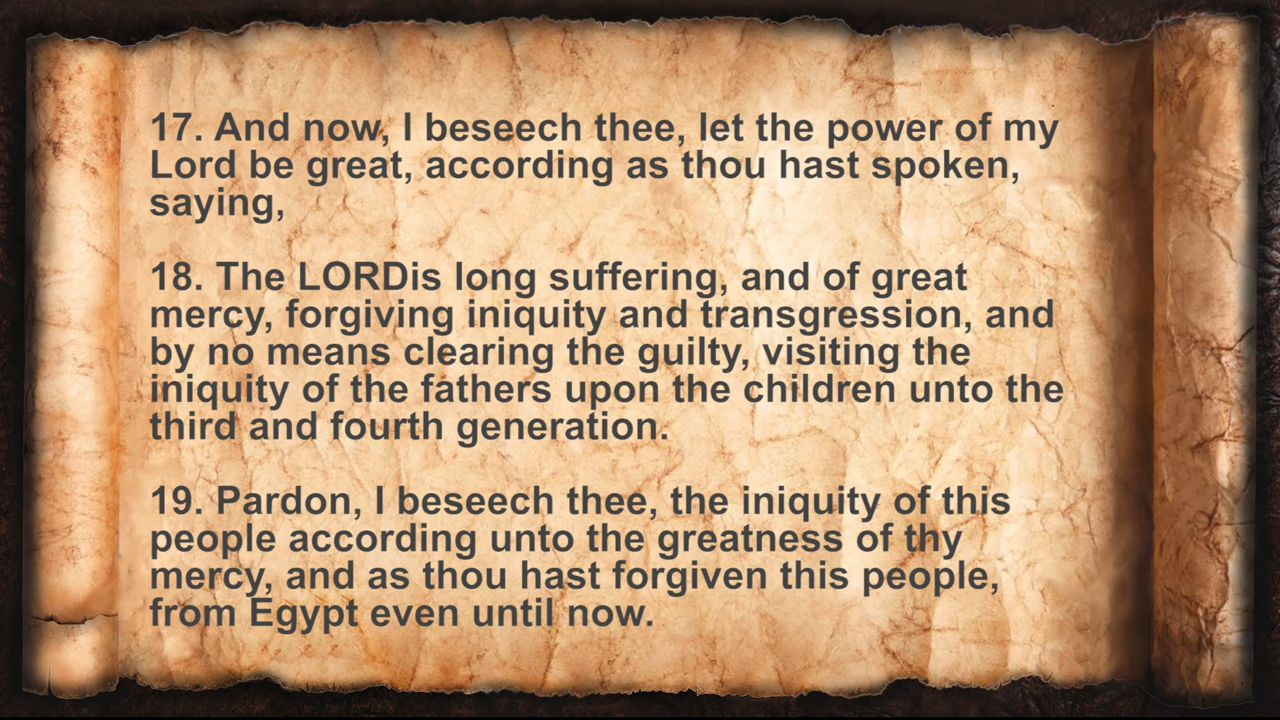 17. And now, I beseech thee, let the power of my
Lord be great, according as thou hast spoken,
saying,
18. The LORDis long suffering, and of great
mercy, forgiving iniquity and transgression, and
by no means clearing the guilty, visiting the
iniquity of the fathers upon the children unto the
third and fourth generation.
19. Pardon, I beseech thee, the iniquity of this
people according unto the greatness of thy
mercy, and as thou hast forgiven this people,
from Egypt even until now.